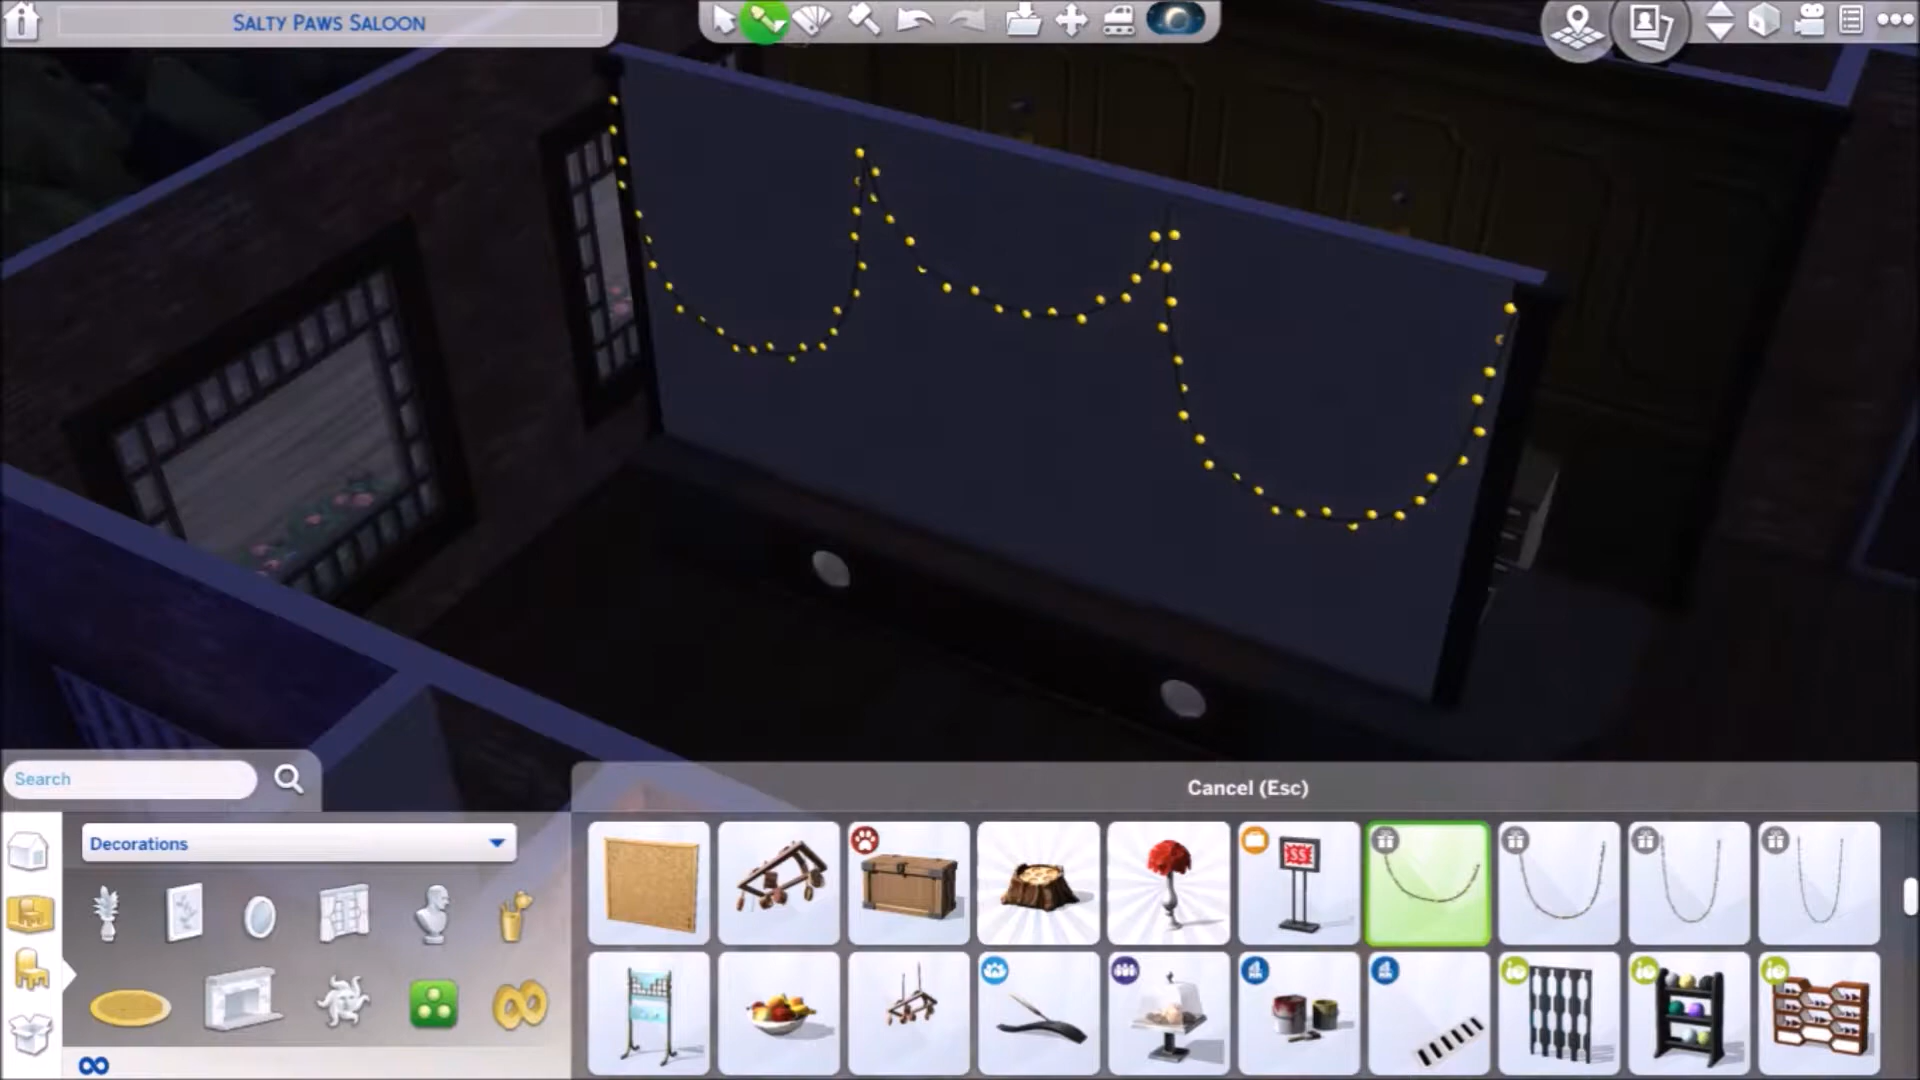 SALTY PAWS SALOON
Search
Cancel (Esc)
Decorations
$$